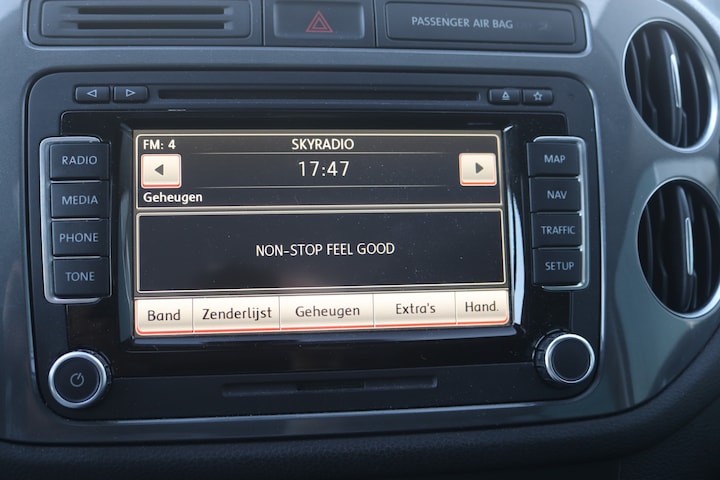 PASSENGER AIR BAG
FM: 4
SKYRADIO
17:47
Geheugen
NON-STOP FEEL GOOD
Band
Zenderlijst
Geheugen
Extra's
Hand.
RADIO
MEDIA
PHONE
TONE
MAP
NAV
TRAFFIC
SETUP